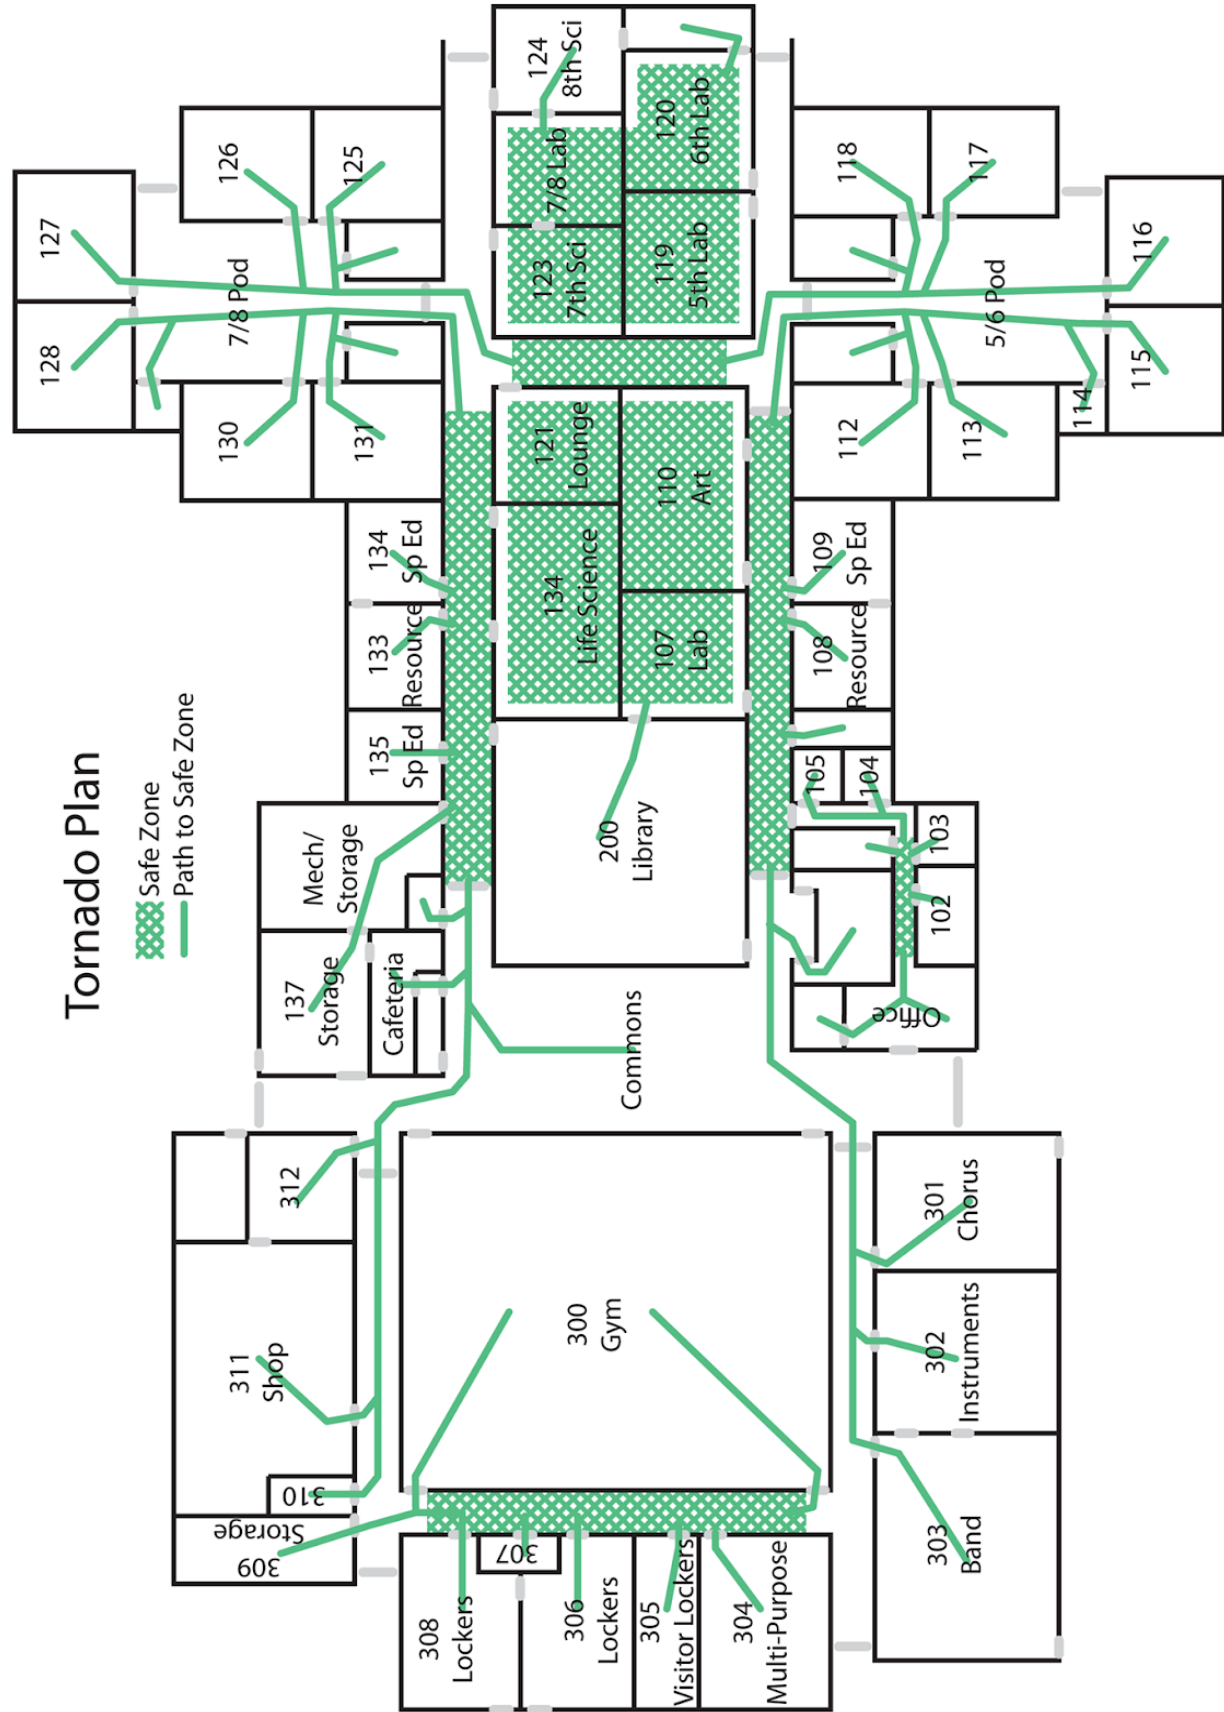 Tornado Plan
Safe Zone
Path to Safe Zone
127
128
7/8 Pod
126
125
130
131
134
Sp Ed
133
Resource
135
Sp Ed
Mech/
Storage
137
Storage
Cafeteria
312
311
Shop
310
Storage
309
124
8th Sci
7/8 Lab
123
7th Sci
120
6th Lab
119
5th Lab
121
Lounge
110
Art
134
Life Science
107
Lab
200
Library
Commons
300
Gym
308
Lockers
307
306
Lockers
305
Visitor Lockers
304
Multi-Purpose
118
117
116
5/6 Pod
115
114
112
113
109
Sp Ed
108
Resource
105
104
103
102
Office
301
Chorus
302
Instruments
303
Band